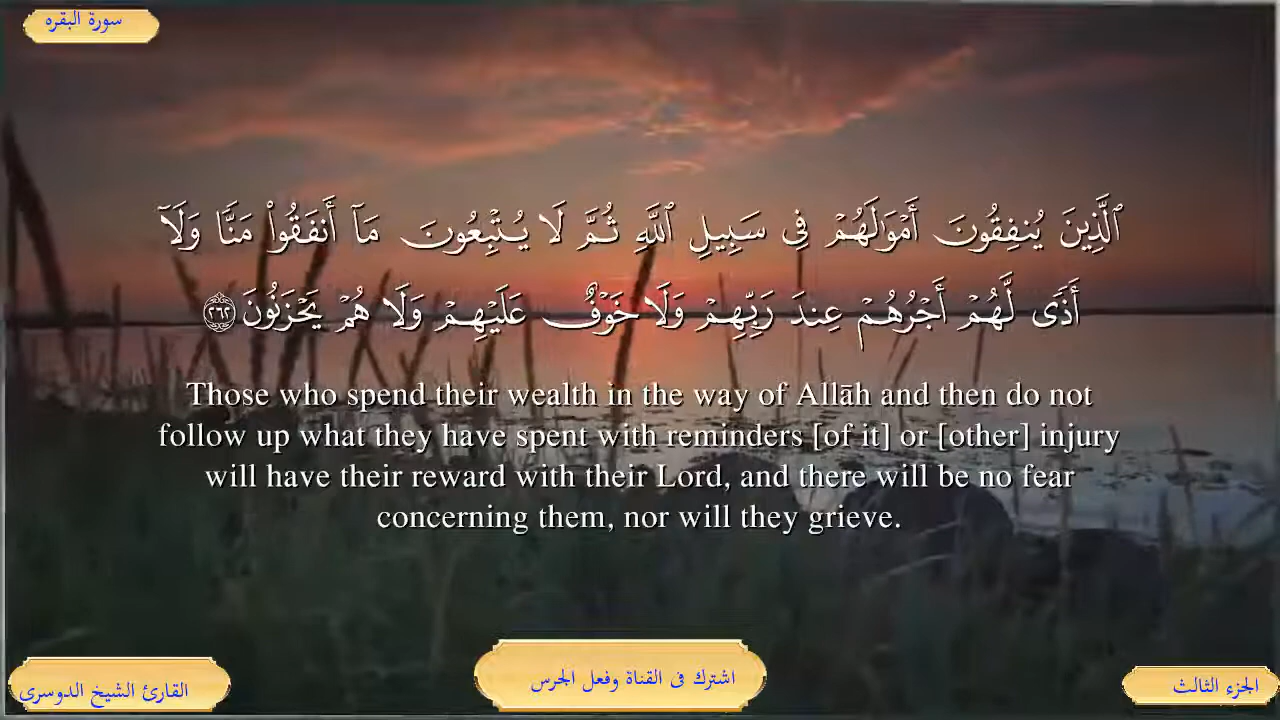 سورة البقره
ٱلَّذِينَ يُنفِقُونَ أَمْوَٰلَهُمْ فِى سَبِيلِ ٱللَّهِ ثُمَّ لَا يُتْبِعُونَ مَآ أَنفَقُوا۟ مَنًّا وَلَآ
أَذًى لَّهُمْ أَجْرُهُمْ عِندَ رَبِّهِمْ وَلَا خَوْفٌ عَلَيْهِمْ وَلَا هُمْ يَحْزَنُونَ ٢٦٢
Those who spend their wealth in the way of Allāh and then do not
follow up what they have spent with reminders [of it] or [other] injury
will have their reward with their Lord, and there will be no fear
concerning them, nor will they grieve.
القارئ الشيخ الدوسرى
اشترك فى القناة وفعل الجرس
الجزء الثالث